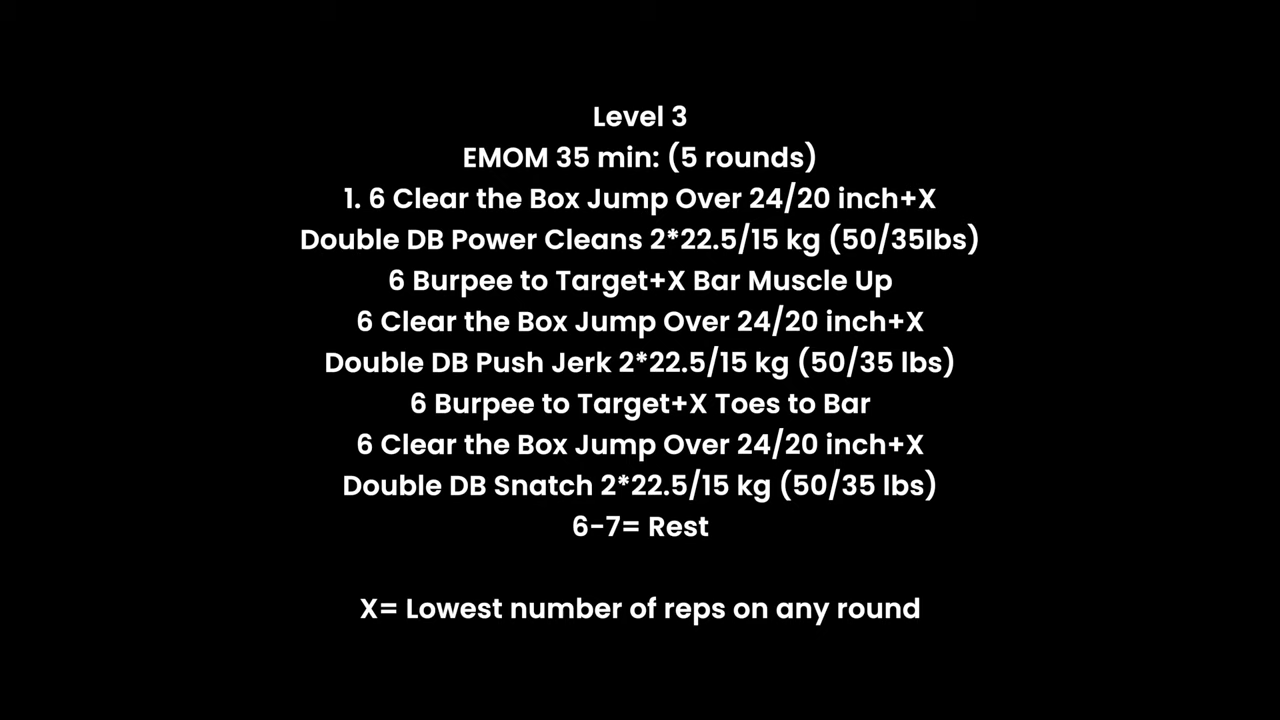 Level 3
EMOM 35 min: (5 rounds)
1. 6 Clear the Box Jump Over 24/20 inch+X
Double DB Power Cleans 2*22.5/15 kg (50/35lbs)
6 Burpee to Target+X Bar Muscle Up
6 Clear the Box Jump Over 24/20 inch+X
Double DB Push Jerk 2*22.5/15 kg (50/35 lbs)
6 Burpee to Target+X Toes to Bar
6 Clear the Box Jump Over 24/20 inch+X
Double DB Snatch 2*22.5/15 kg (50/35 lbs)
6-7= Rest
X= Lowest number of reps on any round